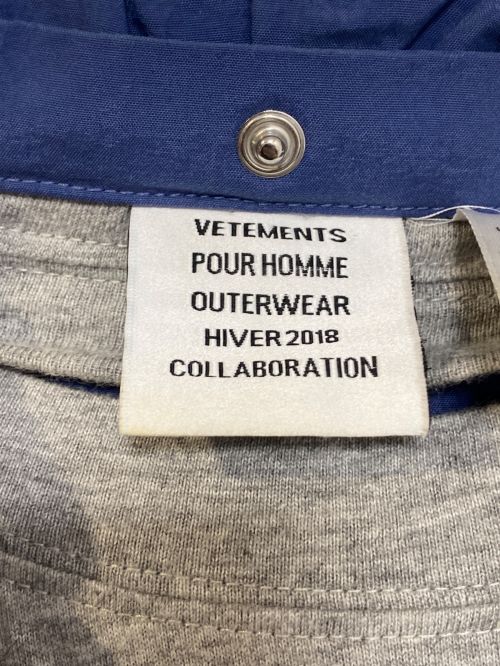 VETEMENTS
POUR HOMME
OUTERWEAR
HIVER 2018
COLLABORATION